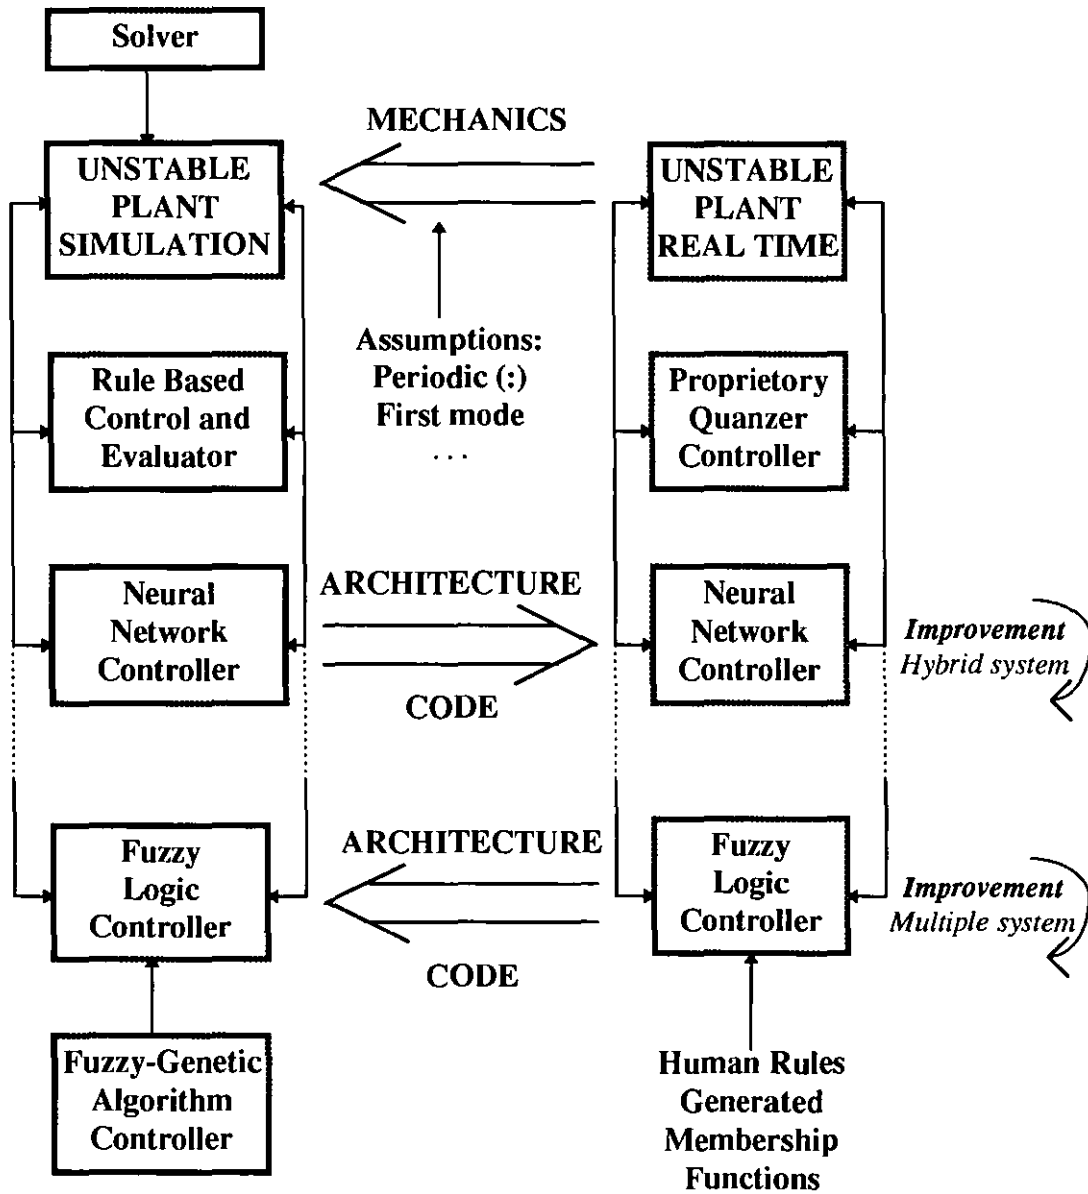 Solver
MECHANICS
UNSTABLE
PLANT
SIMULATION
UNSTABLE
PLANT
REAL TIME
Assumptions:
Periodic (:)
First mode
...
Rule Based
Control and
Evaluator
Proprietory
Quanzer
Controller
Neural
Network
Controller
ARCHITECTURE
CODE
Neural
Network
Controller
Improvement
Hybrid system
Fuzzy
Logic
Controller
ARCHITECTURE
CODE
Fuzzy
Logic
Controller
Improvement
Multiple system
Fuzzy-Genetic
Algorithm
Controller
Human Rules
Generated
Membership
Functions